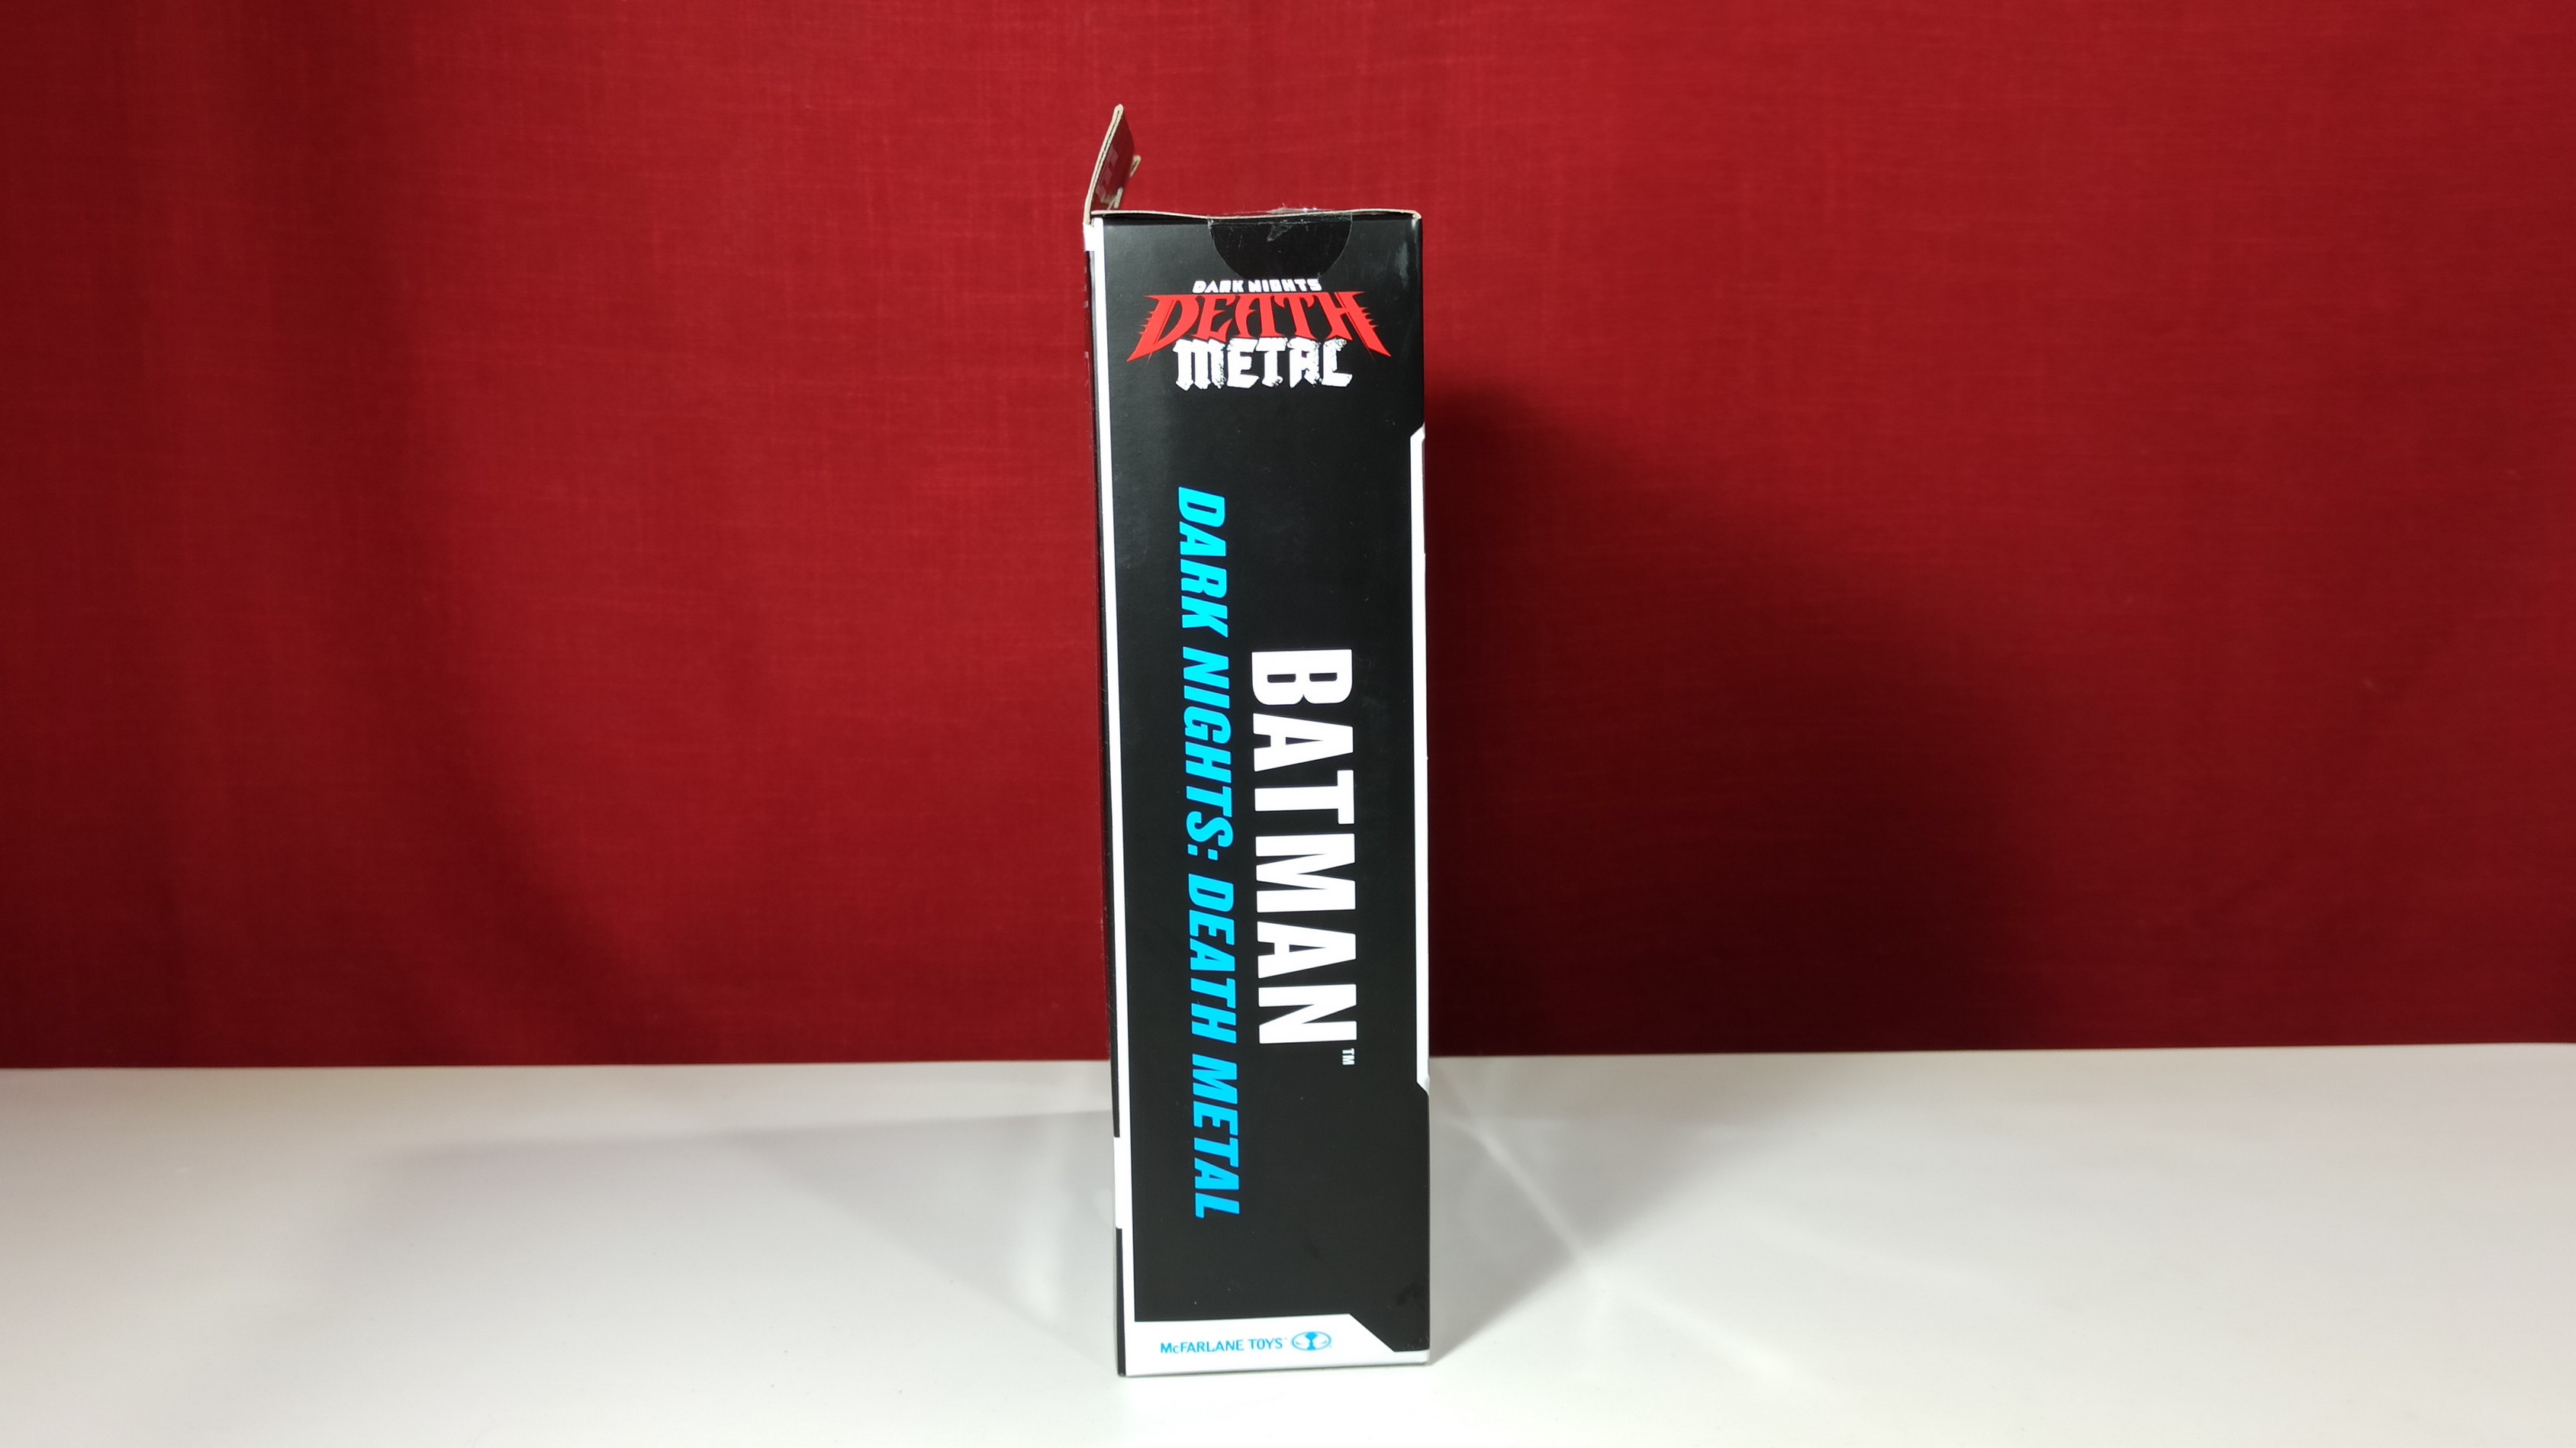 DARK NIGHTS
DEATH
METAL
BATMAN™
DARK NIGHTS: DEATH METAL
McFARLANE TOYS